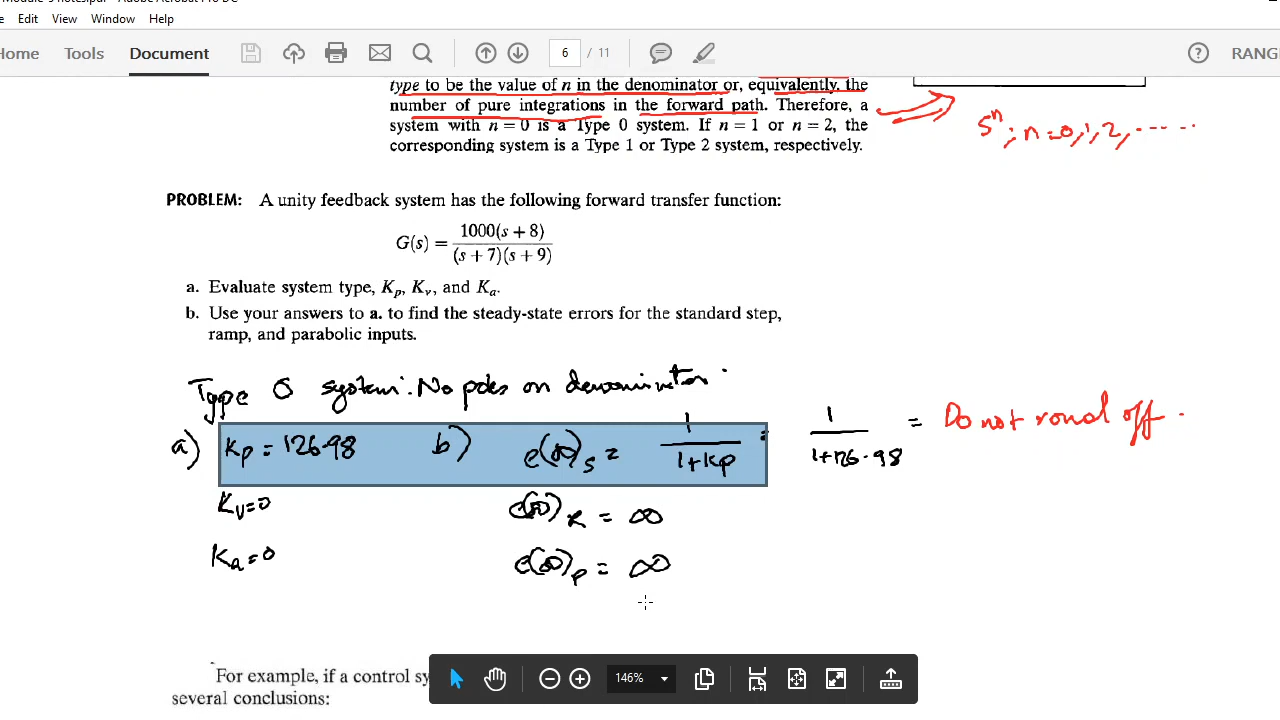 Edit View Window Help
Home Tools Document 6 / 11 RANG
type to be the value of n in the denominator or, equivalently, the
number of pure integrations in the forward path. Therefore, a
system with n = 0 is a Type 0 system. If n = 1 or n = 2, the
corresponding system is a Type 1 or Type 2 system, respectively.
S^n ; n=0,1,2,......
PROBLEM: A unity feedback system has the following forward transfer function:
G(s) = 1000(s + 8) / (s + 7)(s + 9)
a. Evaluate system type, Kp, Kv, and Ka.
b. Use your answers to a. to find the steady-state errors for the standard step,
ramp, and parabolic inputs.
Type 0 system. No poles on denominator.
a) Kp = 126.98 b) e(∞)s = 1 / 1+Kp = 1 / 1+126.98 = Do not round off.
Kv=0 e(∞)R = ∞
Ka=0 e(∞)p = ∞
For example, if a control sy
several conclusions:
146%